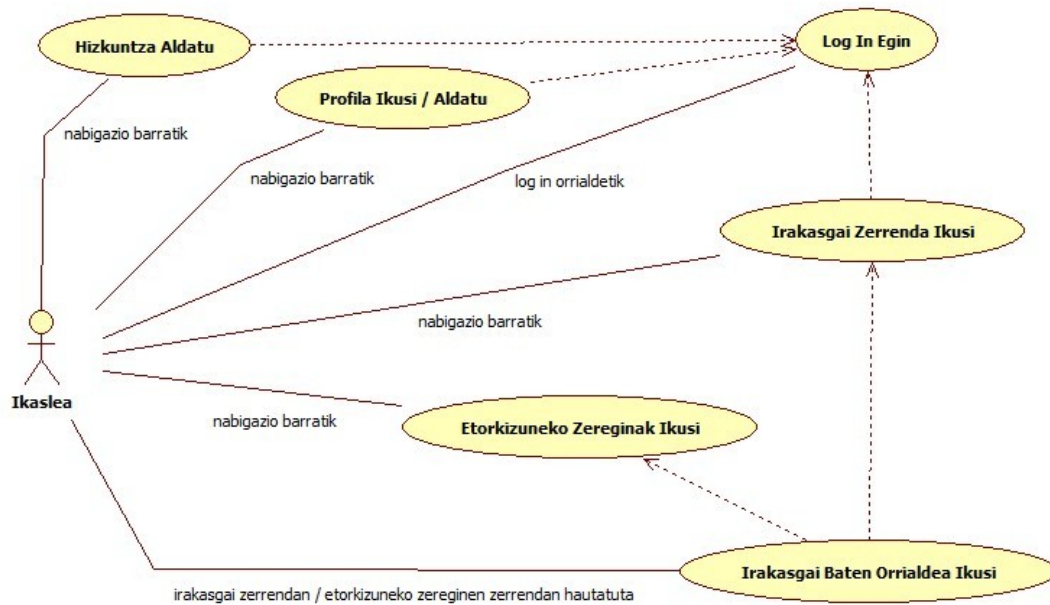 Hizkuntza Aldatu
Log In Egin
Profila Ikusi / Aldatu
nabigazio barratik
nabigazio barratik
log in orrialdetik
Irakasgai Zerrenda Ikusi
nabigazio barratik
Ikaslea
nabigazio barratik
Etorkizuneko Zereginak Ikusi
Irakasgai Baten Orrialdea Ikusi
irakasgai zerrendan / etorkizuneko zereginen zerrendan hautatuta